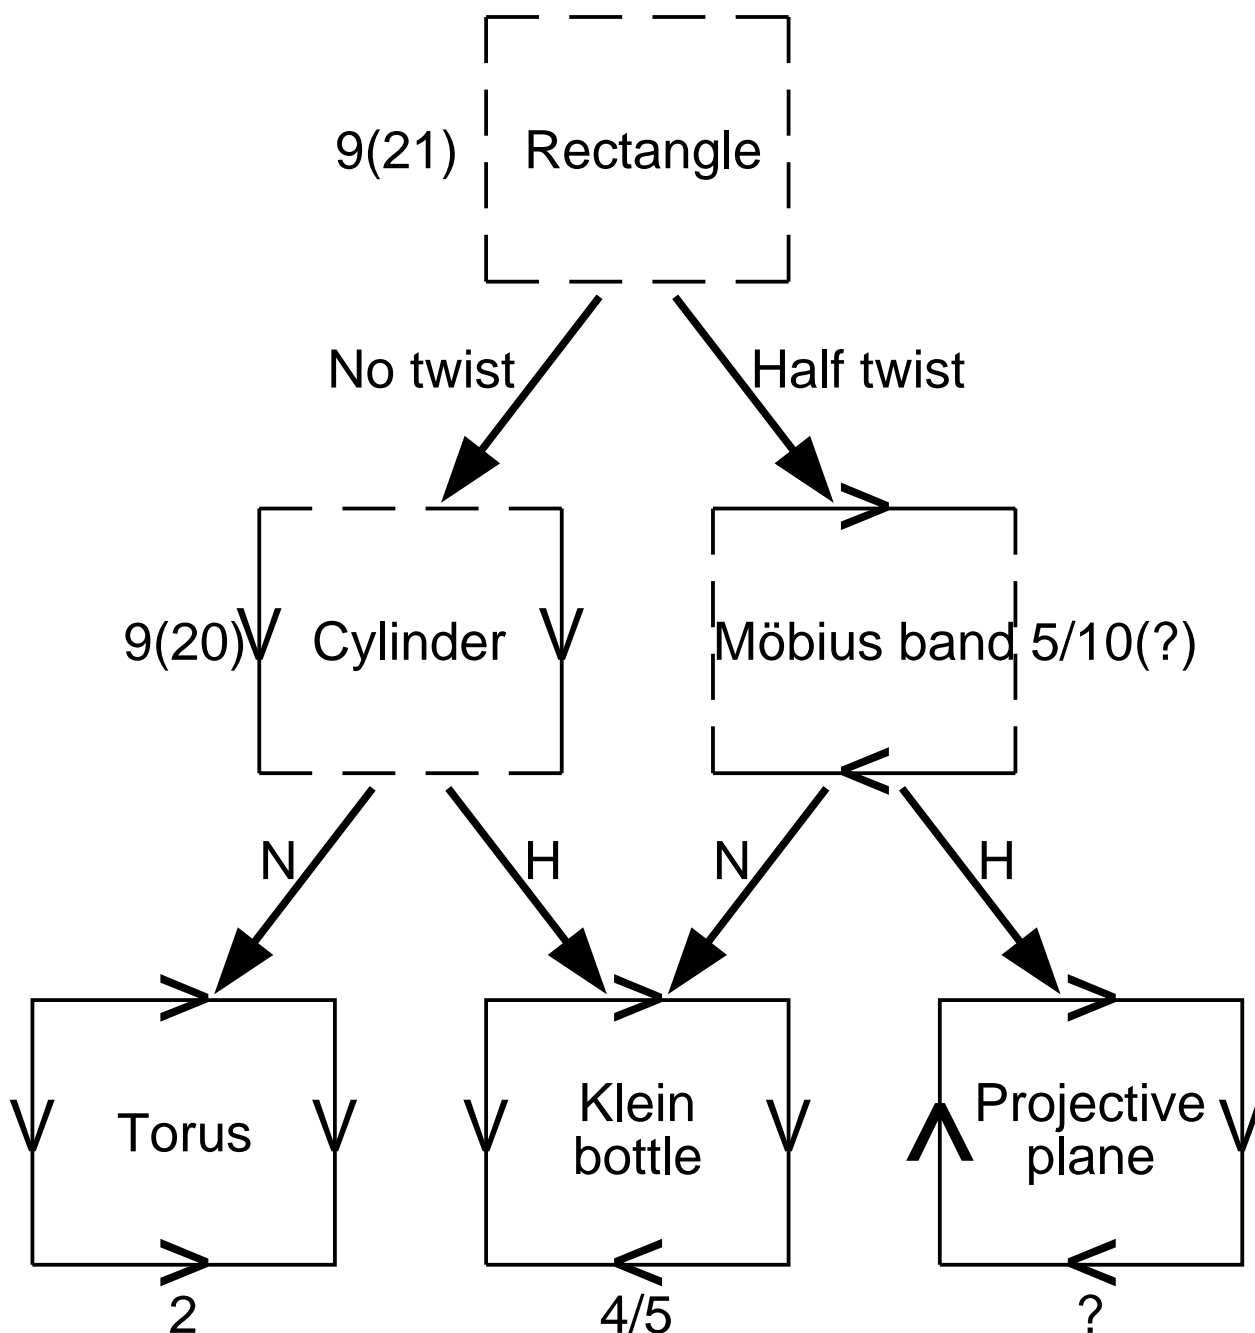 9(21) Rectangle
No twist
Half twist
9(20) Cylinder
Möbius band 5/10(?)
N
H
N
H
Torus
Klein
bottle
Projective
plane
2
4/5
?